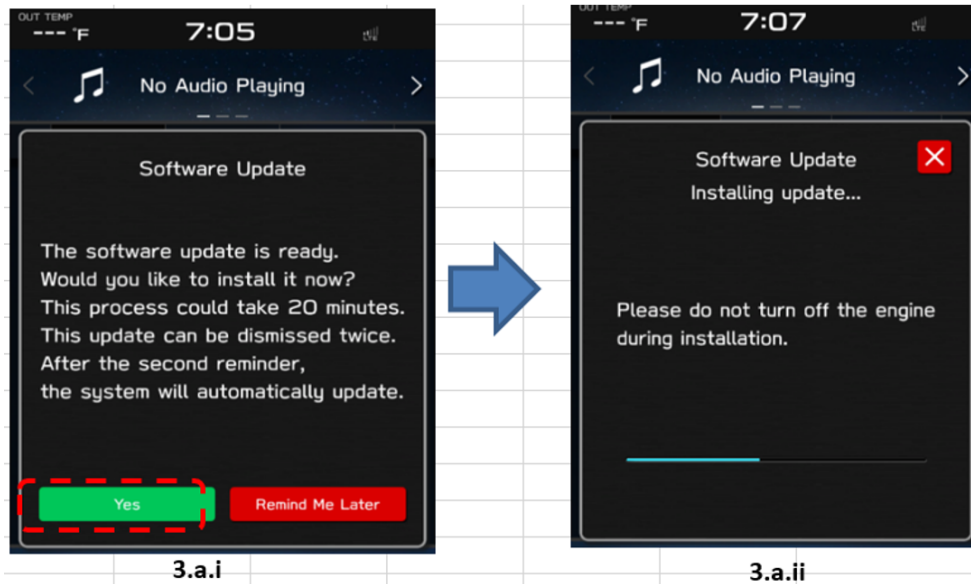 OUT TEMP
--- °F
7:05
LTE
No Audio Playing
Software Update
The software update is ready.
Would you like to install it now?
This process could take 20 minutes.
This update can be dismissed twice.
After the second reminder,
the system will automatically update.
Yes
Remind Me Later
3.a.i
OUT TEMP
--- °F
7:07
LTE
No Audio Playing
Software Update
Installing update...
Please do not turn off the engine
during installation.
3.a.ii